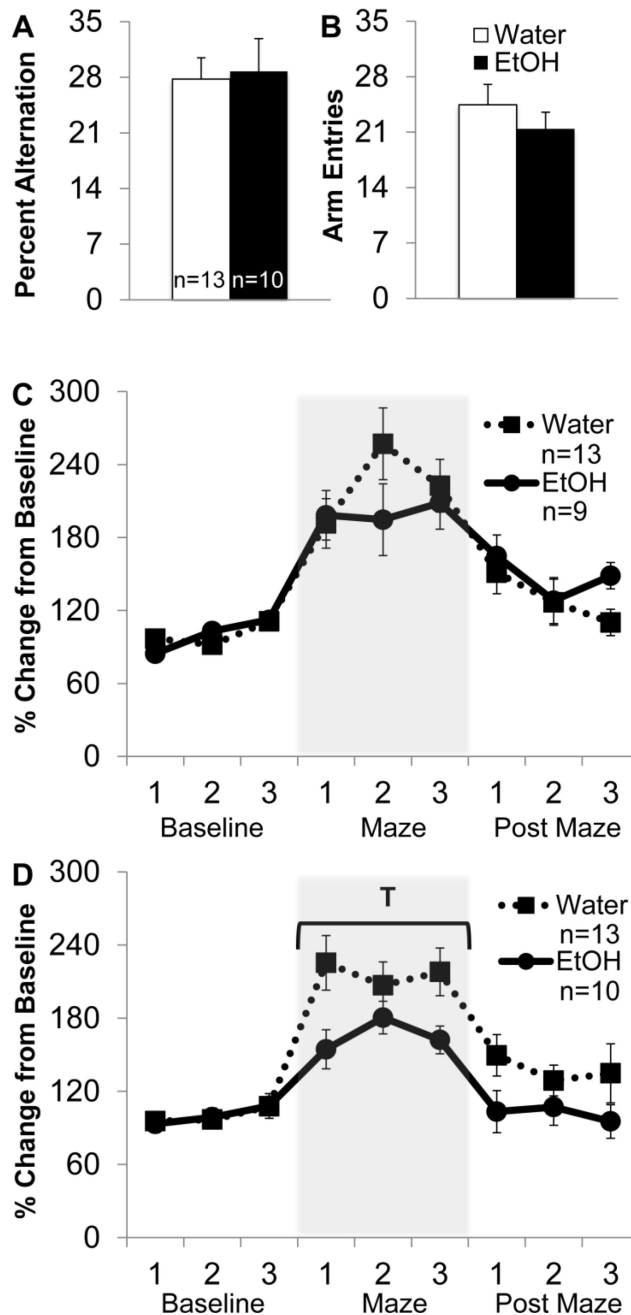 A
Percent Alternation
35
28
21
14
7
0
n=13 n=10
B
Arm Entries
35
28
21
14
7
0
Water
EtOH
C
% Change from Baseline
300
240
180
120
60
0
Water
n=13
EtOH
n=9
1 2 3 1 2 3 1 2 3
Baseline Maze Post Maze
D
% Change from Baseline
300
240
180
120
60
0
T
Water
n=13
EtOH
n=10
1 2 3 1 2 3 1 2 3
Baseline Maze Post Maze